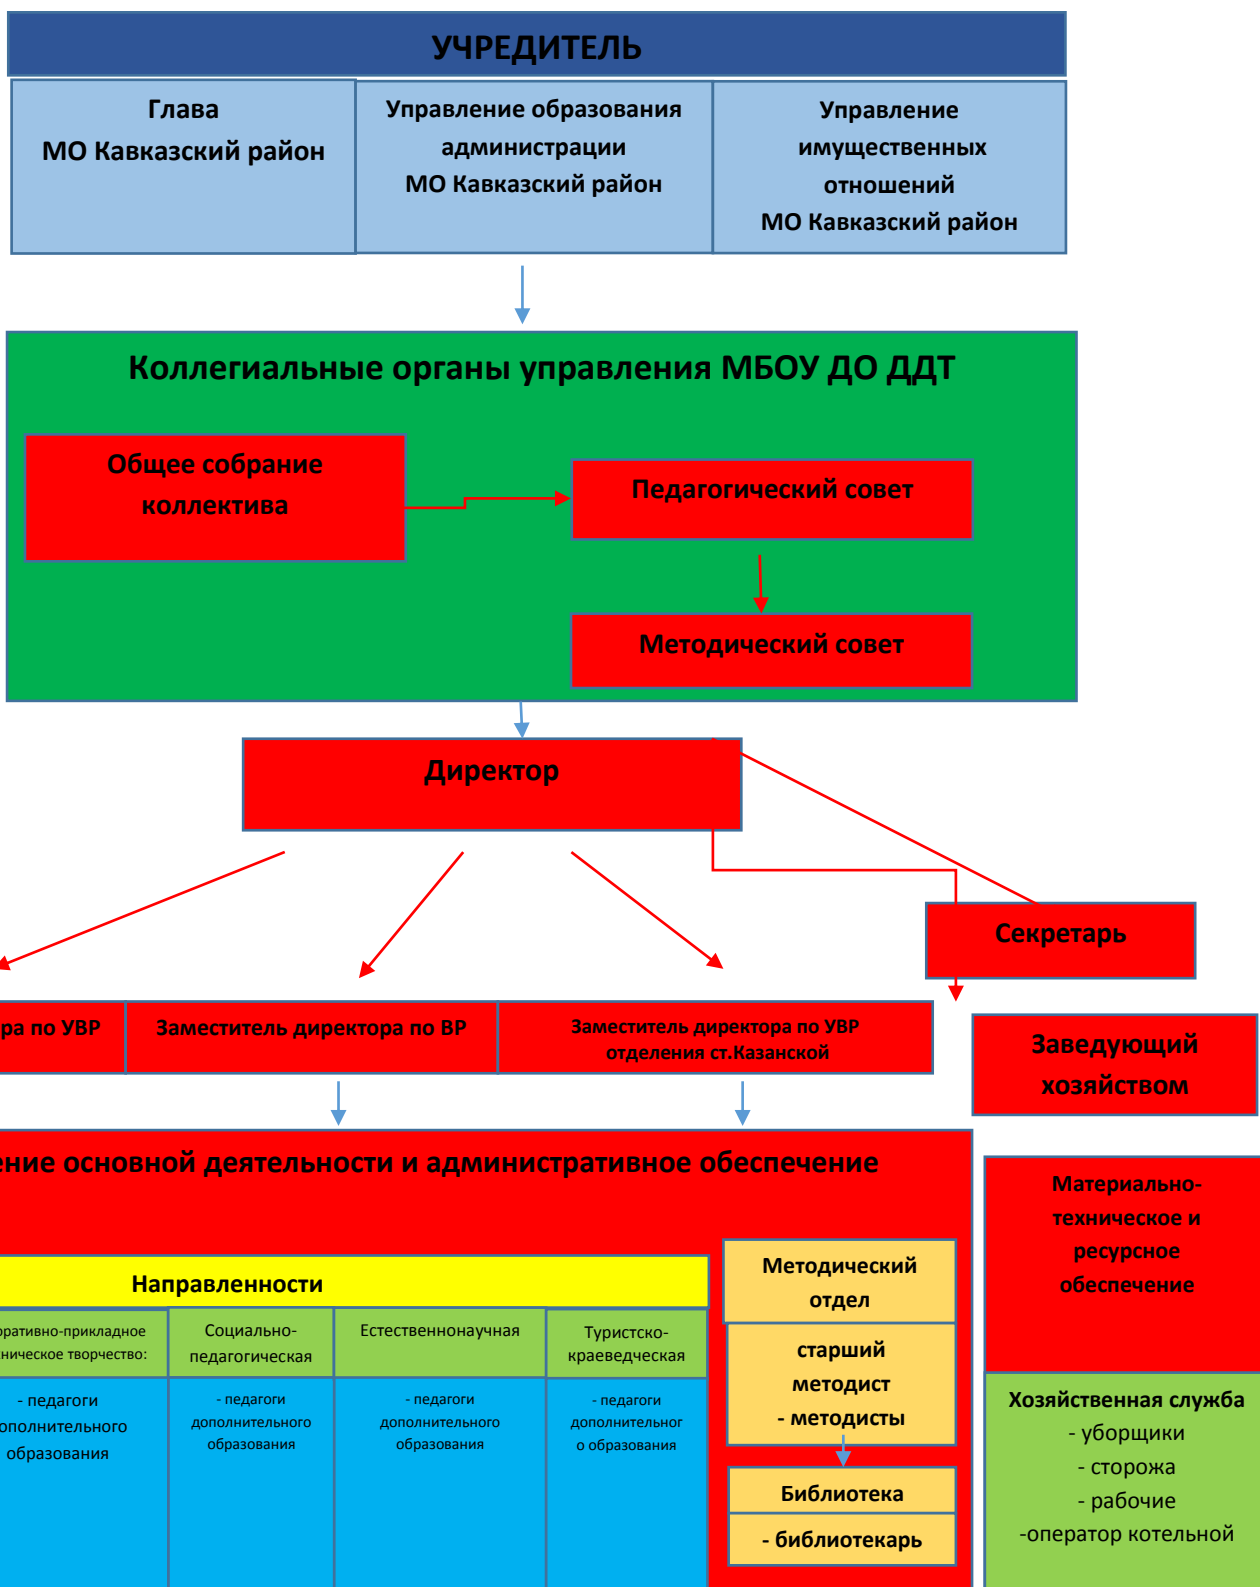 УЧРЕДИТЕЛЬ
Глава
МО Кавказский район
Управление образования
администрации
МО Кавказский район
Управление
имущественных
отношений
МО Кавказский район
Коллегиальные органы управления МБОУ ДО ДДТ
Общее собрание
коллектива
Педагогический совет
Методический совет
Директор
Секретарь
ра по УВР
Заместитель директора по ВР
Заместитель директора по УВР
отделения ст.Казанской
Заведующий
хозяйством
ение основной деятельности и административное обеспечение
Направленности
оративно-прикладное
хническое творчество:
- педагоги
ополнительного
образования
Социально-
педагогическая
- педагоги
дополнительного
образования
Естественнонаучная
- педагоги
дополнительного
образования
Туристско-
краеведческая
- педагоги
дополнительног
о образования
Методический
отдел
старший
методист
- методисты
Библиотека
- библиотекарь
Материально-
техническое и
ресурсное
обеспечение
Хозяйственная служба
- уборщики
- сторожа
- рабочие
-оператор котельной